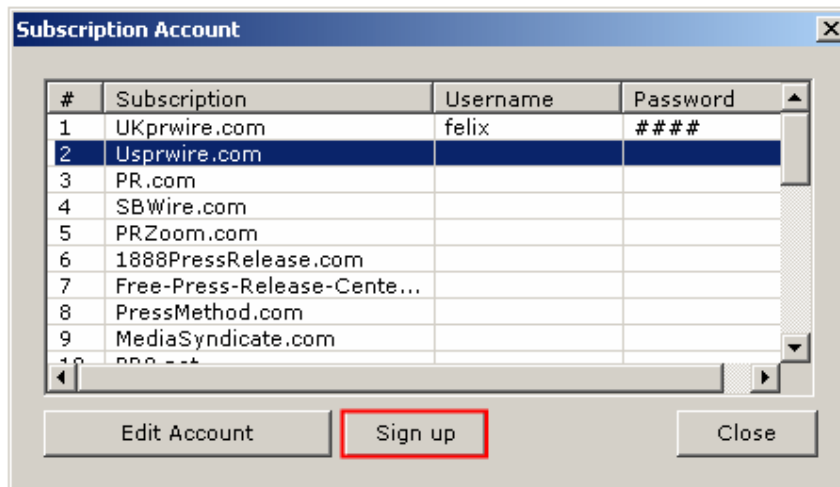 Subscription Account
# Subscription Username Password
1 UKprwire.com felix ####
2 Usprwire.com
3 PR.com
4 SBWire.com
5 PRZoom.com
6 1888PressRelease.com
7 Free-Press-Release-Cente...
8 PressMethod.com
9 MediaSyndicate.com
Edit Account Sign up Close